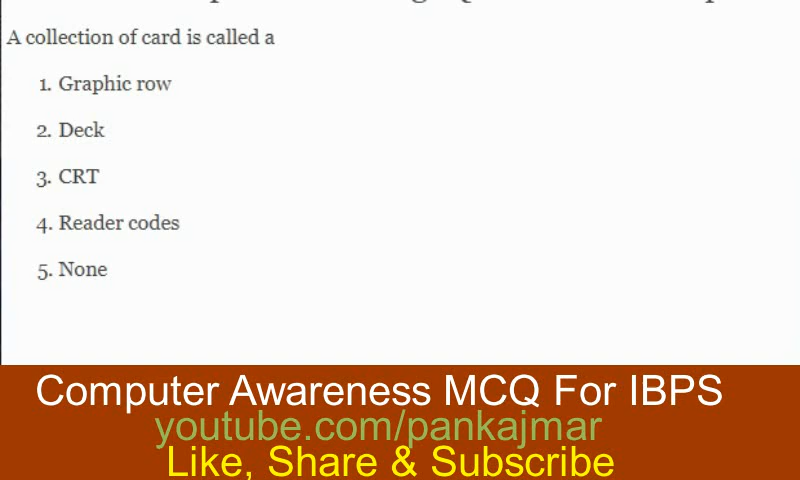 A collection of card is called a
1. Graphic row
2. Deck
3. CRT
4. Reader codes
5. None
Computer Awareness MCQ For IBPS
youtube.com/pankajmar
Like, Share & Subscribe